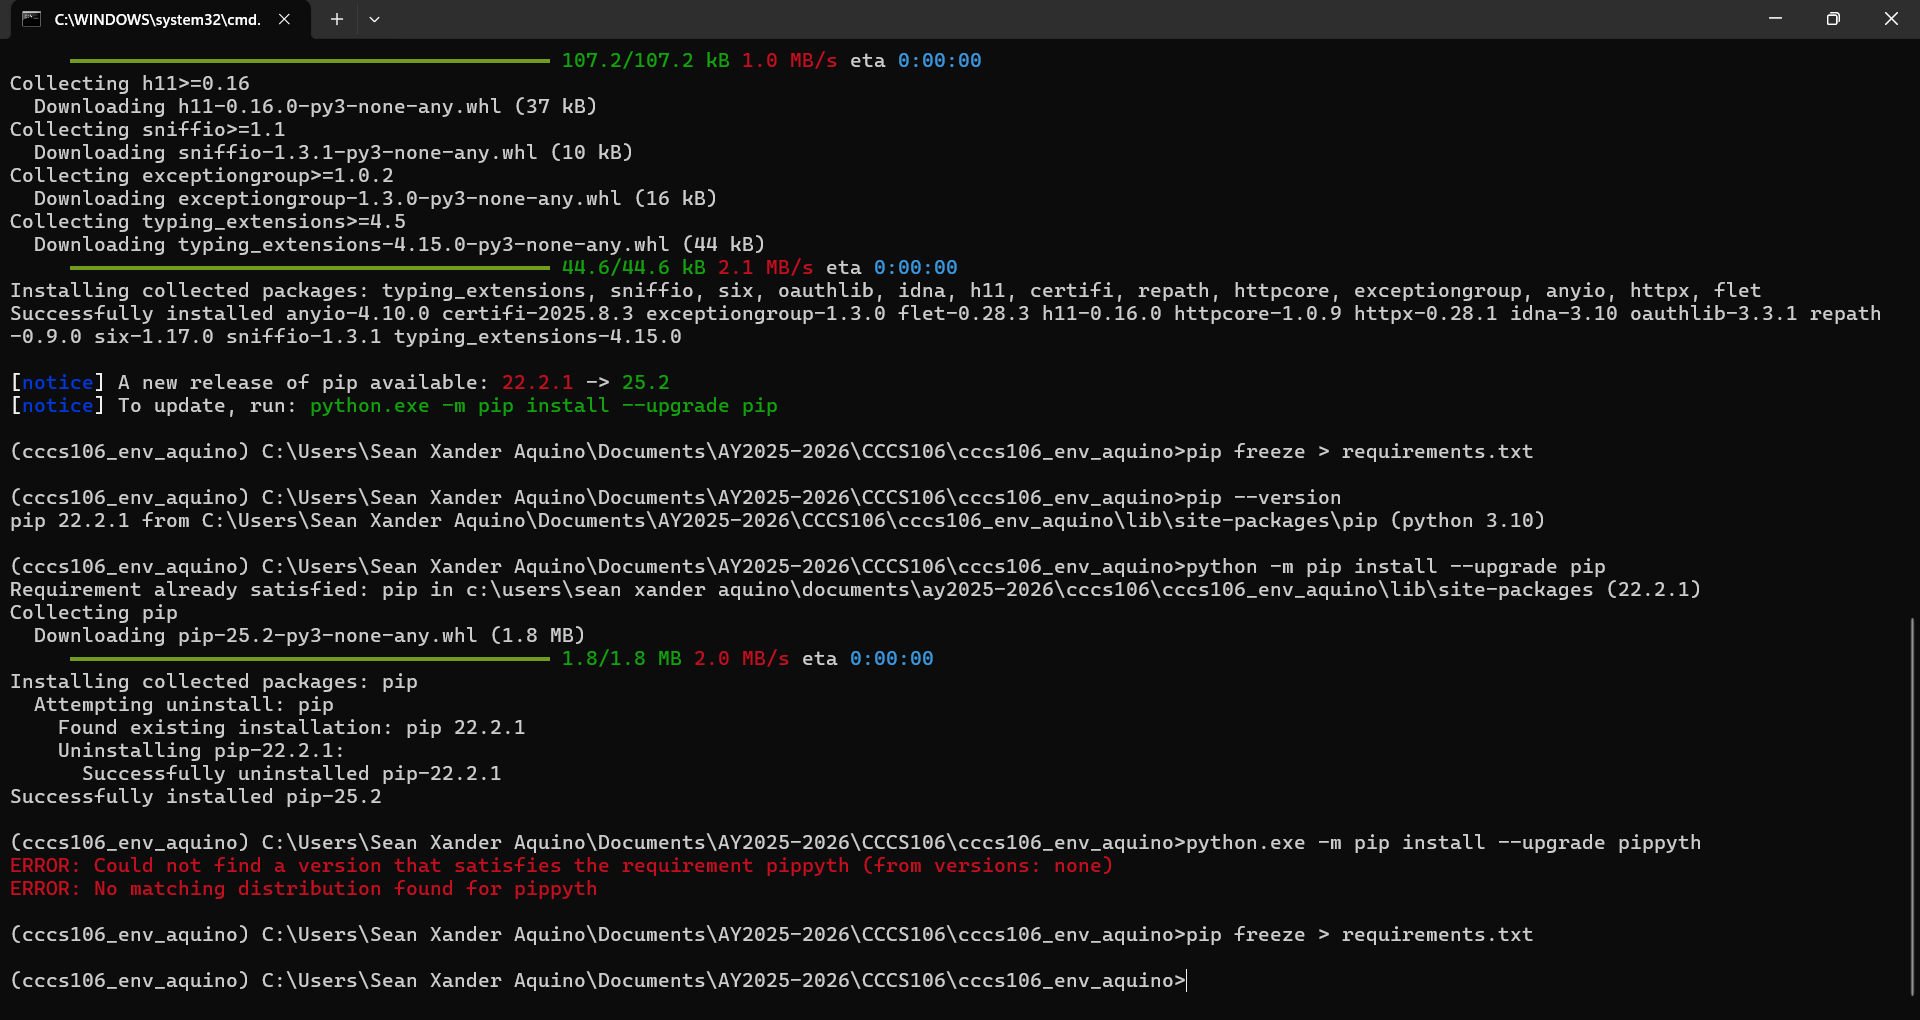 C:\WINDOWS\system32\cmd.
107.2/107.2 kB 1.0 MB/s eta 0:00:00
Collecting h11>=0.16
  Downloading h11-0.16.0-py3-none-any.whl (37 kB)
Collecting sniffio>=1.1
  Downloading sniffio-1.3.1-py3-none-any.whl (10 kB)
Collecting exceptiongroup>=1.0.2
  Downloading exceptiongroup-1.3.0-py3-none-any.whl (16 kB)
Collecting typing_extensions>=4.5
  Downloading typing_extensions-4.15.0-py3-none-any.whl (44 kB)
44.6/44.6 kB 2.1 MB/s eta 0:00:00
Installing collected packages: typing_extensions, sniffio, six, oauthlib, idna, h11, certifi, repath, httpcore, exceptiongroup, anyio, httpx, flet
Successfully installed anyio-4.10.0 certifi-2025.8.3 exceptiongroup-1.3.0 flet-0.28.3 h11-0.16.0 httpcore-1.0.9 httpx-0.28.1 idna-3.10 oauthlib-3.3.1 repath
-0.9.0 six-1.17.0 sniffio-1.3.1 typing_extensions-4.15.0
[notice] A new release of pip available: 22.2.1 -> 25.2
[notice] To update, run: python.exe -m pip install --upgrade pip
(cccs106_env_aquino) C:\Users\Sean Xander Aquino\Documents\AY2025-2026\CCCS106\cccs106_env_aquino>pip freeze > requirements.txt
(cccs106_env_aquino) C:\Users\Sean Xander Aquino\Documents\AY2025-2026\CCCS106\cccs106_env_aquino>pip --version
pip 22.2.1 from C:\Users\Sean Xander Aquino\Documents\AY2025-2026\CCCS106\cccs106_env_aquino\lib\site-packages\pip (python 3.10)
(cccs106_env_aquino) C:\Users\Sean Xander Aquino\Documents\AY2025-2026\CCCS106\cccs106_env_aquino>python -m pip install --upgrade pip
Requirement already satisfied: pip in c:\users\sean xander aquino\documents\ay2025-2026\cccs106\cccs106_env_aquino\lib\site-packages (22.2.1)
Collecting pip
  Downloading pip-25.2-py3-none-any.whl (1.8 MB)
1.8/1.8 MB 2.0 MB/s eta 0:00:00
Installing collected packages: pip
  Attempting uninstall: pip
    Found existing installation: pip 22.2.1
    Uninstalling pip-22.2.1:
      Successfully uninstalled pip-22.2.1
Successfully installed pip-25.2
(cccs106_env_aquino) C:\Users\Sean Xander Aquino\Documents\AY2025-2026\CCCS106\cccs106_env_aquino>python.exe -m pip install --upgrade pippyth
ERROR: Could not find a version that satisfies the requirement pippyth (from versions: none)
ERROR: No matching distribution found for pippyth
(cccs106_env_aquino) C:\Users\Sean Xander Aquino\Documents\AY2025-2026\CCCS106\cccs106_env_aquino>pip freeze > requirements.txt
(cccs106_env_aquino) C:\Users\Sean Xander Aquino\Documents\AY2025-2026\CCCS106\cccs106_env_aquino>